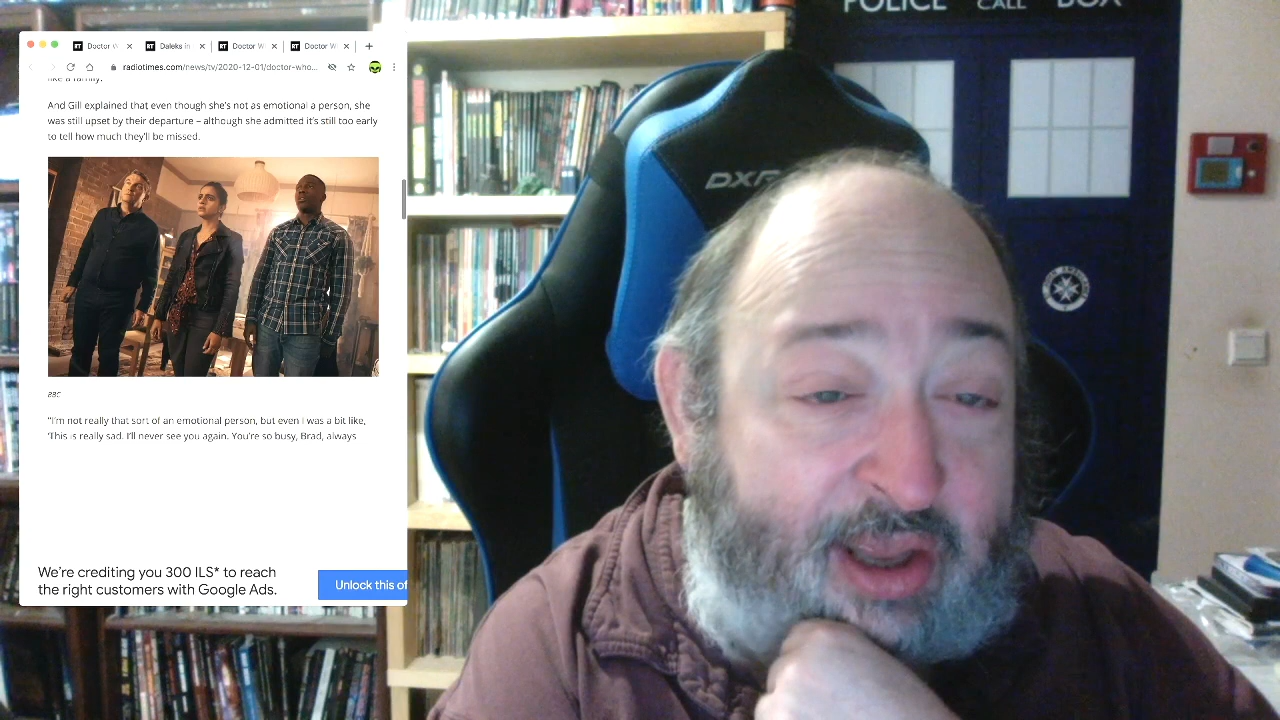 POLICE CALL BOX
Doctor W
Daleks in
Doctor W
Doctor W
radiotimes.com/news/tv/2020-12-01/doctor-who...
like a family.
And Gill explained that even though she's not as emotional a person, she
was still upset by their departure – although she admitted it's still too early
to tell how much they'll be missed.
BBC
"I'm not really that sort of an emotional person, but even I was a bit like,
'This is really sad. I'll never see you again. You're so busy, Brad, always
We're crediting you 300 ILS* to reach
the right customers with Google Ads.
Unlock this of